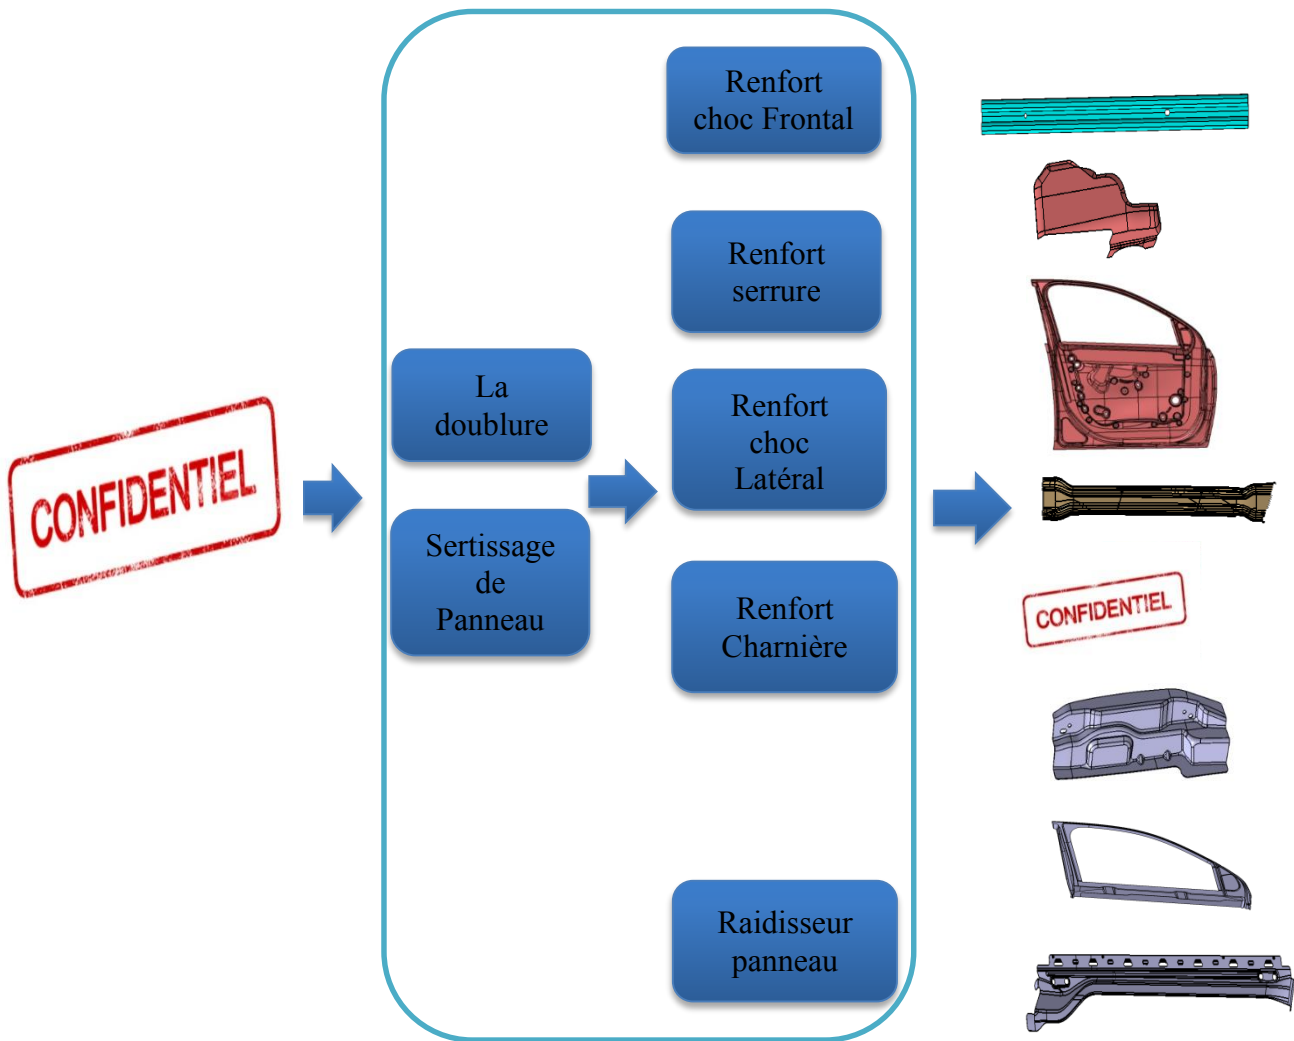 Renfort
choc Frontal
Renfort
serrure
La
doublure
Renfort
choc
Latéral
CONFIDENTIEL
Sertissage
de
Panneau
Renfort
Charnière
CONFIDENTIEL
Raidisseur
panneau